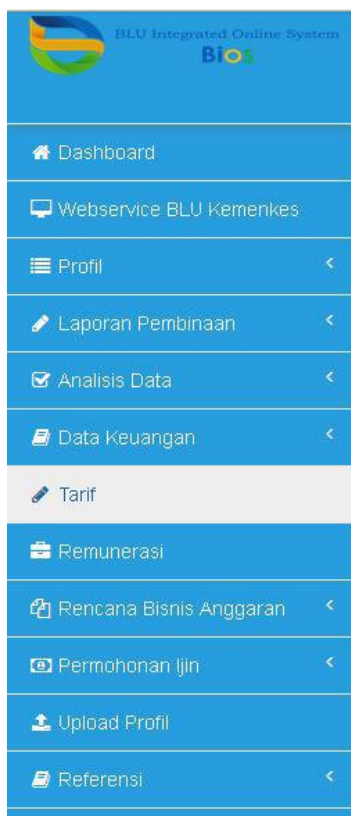 BLU Integrated Online System
Bios
Dashboard
Webservice BLU Kemenkes
Profil
Laporan Pembinaan
Analisis Data
Data Keuangan
Tarif
Remunerasi
Rencana Bisnis Anggaran
Permohonan Ijin
Upload Profil
Referensi